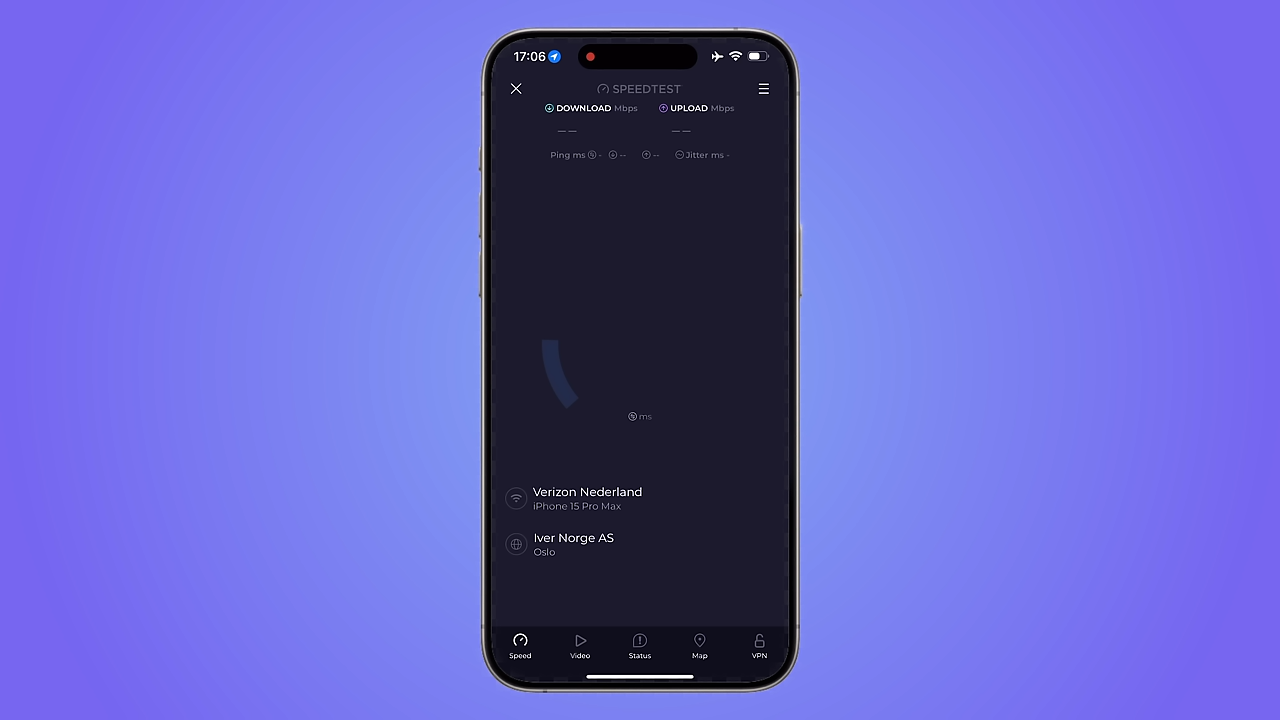 17:06
SPEEDTEST
DOWNLOAD Mbps UPLOAD Mbps
— — — —
Ping ms - -- -- Jitter ms -
ms
Verizon Nederland
iPhone 15 Pro Max
Iver Norge AS
Oslo
Speed Video Status Map VPN